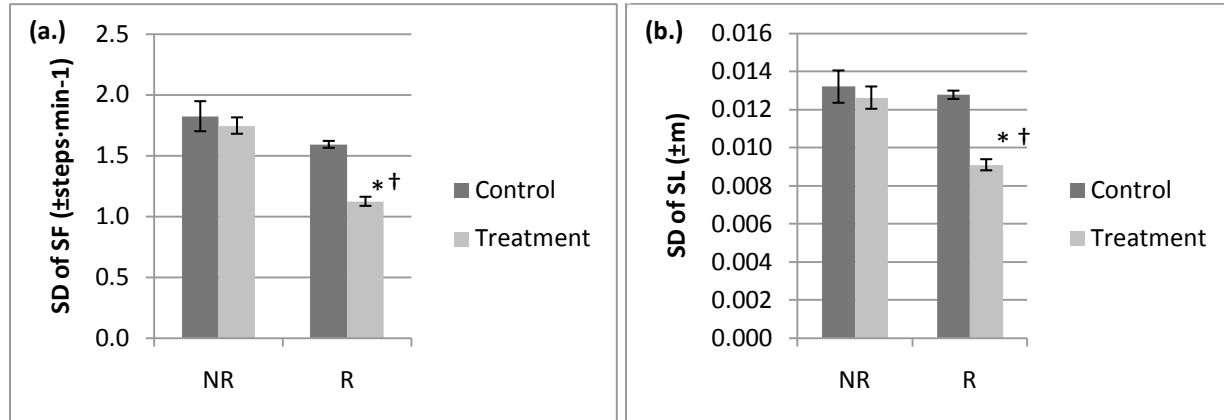 (a.)
SD of SF (±steps·min-1)
2.5
2.0
1.5
1.0
0.5
0.0
* †
NR
R
Control
Treatment
(b.)
SD of SL (±m)
0.016
0.014
0.012
0.010
0.008
0.006
0.004
0.002
0.000
* †
NR
R
Control
Treatment